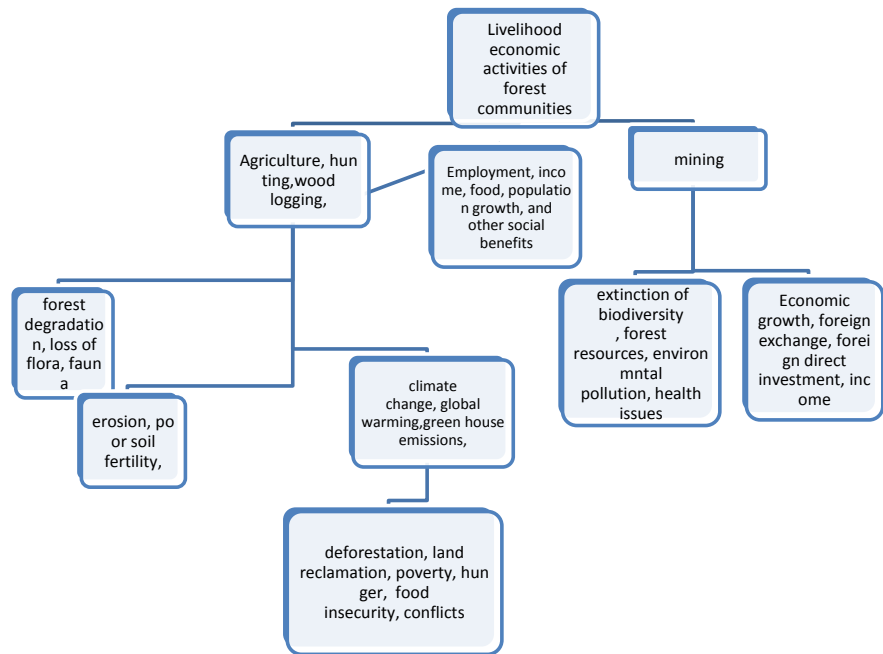 Livelihood
economic
activities of
forest
communities
Agriculture, hun
ting,wood
logging,
Employment, inco
me, food, populatio
n growth, and
other social
benefits
mining
forest
degradatio
n, loss of
flora, faun
a
erosion, po
or soil
fertility,
climate
change, global
warming,green house
emissions,
extinction of
biodiversity
, forest
resources, environ
mntal
pollution, health
issues
Economic
growth, foreign
exchange, forei
gn direct
investment, inc
ome
deforestation, land
reclamation, poverty, hun
ger, food
insecurity, conflicts